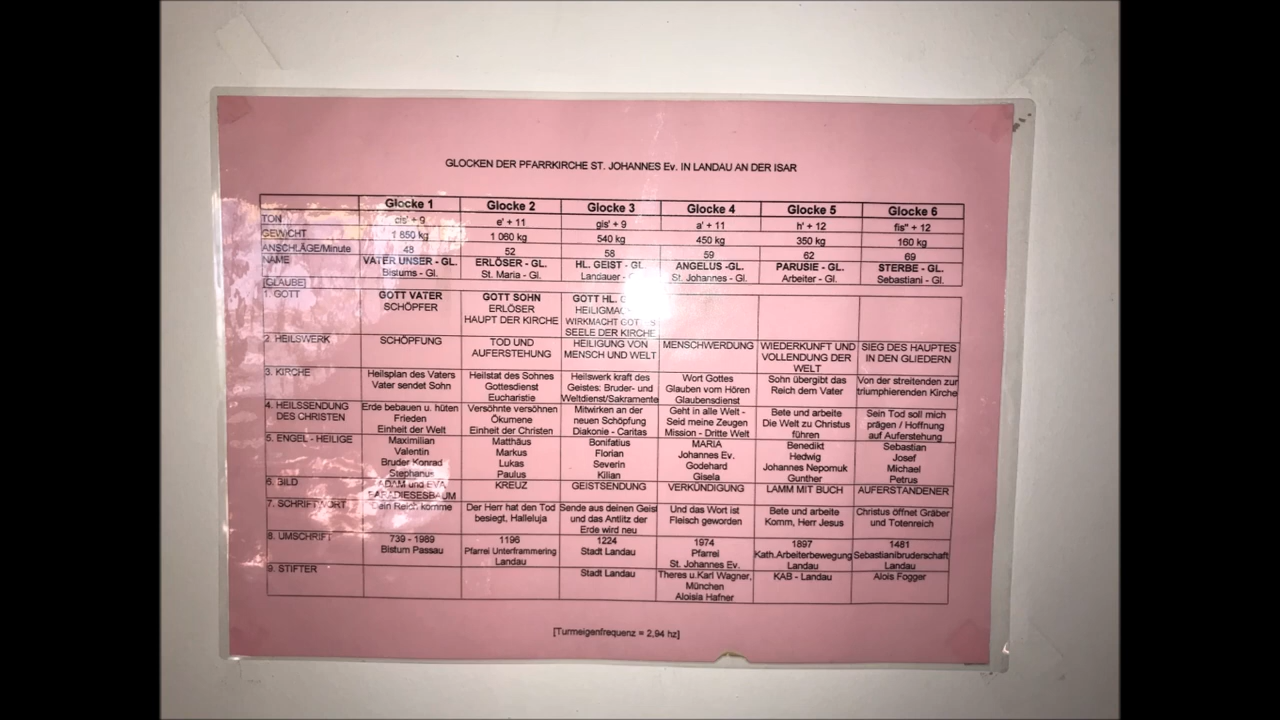 GLOCKEN DER PFARRKIRCHE ST. JOHANNES Ev. IN LANDAU AN DER ISAR
Glocke 1 Glocke 2 Glocke 3 Glocke 4 Glocke 5 Glocke 6
TON cis' + 9 e' + 11 gis' + 9 a' + 11 h' + 12 fis" + 12
GEWICHT 1 850 kg 1 060 kg 540 kg 450 kg 350 kg 160 kg
ANSCHLÄGE/Minute 48 52 58 59 62 69
NAME VATER UNSER - GL. ERLÖSER - GL. HL. GEIST - GL. ANGELUS -GL. PARUSIE - GL. STERBE - GL.
Bistums - Gl. St. Maria - Gl. Landauer - St. Johannes - Gl. Arbeiter - Gl. Sebastiani - Gl.
[GLAUBE]
1. GOTT GOTT VATER GOTT SOHN GOTT HL.
SCHÖPFER ERLÖSER
HAUPT DER KIRCHE WIRKMACHT
SEELE DER KIRCHE
2. HEILSWERK SCHÖPFUNG TOD UND HEILIGUNG VON MENSCHWERDUNG WIEDERKUNFT UND SIEG DES HAUPTES
AUFERSTEHUNG MENSCH UND WELT VOLLENDUNG DER IN DEN GLIEDERN
WELT
3. KIRCHE Heilsplan des Vaters Heilstat des Sohnes Heilswerk kraft des Wort Gottes Sohn übergibt das Von der streitenden zur
Vater sendet Sohn Gottesdienst Geistes: Bruder- und Glauben vom Hören Reich dem Vater triumphierenden Kirche
Eucharistie Weltdienst/Sakramente Glaubensdienst
4. HEILSSENDUNG Erde bebauen u. hüten Versöhnte versöhnen Mitwirken an der Geht in alle Welt - Bete und arbeite Sein Tod soll mich
DES CHRISTEN Frieden Ökumene neuen Schöpfung Seid meine Zeugen Die Welt zu Christus prägen / Hoffnung
Einheit der Welt Einheit der Christen Diakonie - Caritas Mission - Dritte Welt führen auf Auferstehung
5. ENGEL - HEILIGE Maximilian Matthäus Bonifatius MARIA Benedikt Sebastian
Valentin Markus Florian Johannes Ev. Hedwig Josef
Bruder Konrad Lukas Severin Godehard Johannes Nepomuk Michael
Stephanus Paulus Kilian Gisela Gunther Petrus
6. BILD ADAM und EVA KREUZ GEISTSENDUNG VERKÜNDIGUNG LAMM MIT BUCH AUFERSTANDENER
PARADIESESBAUM
7. SCHRIFTWORT Dein Reich komme Der Herr hat den Tod Sende aus deinen Geist Und das Wort ist Bete und arbeite Christus öffnet Gräber
besiegt, Halleluja und das Antlitz der Fleisch geworden Komm, Herr Jesus und Totenreich
Erde wird neu
8. UMSCHRIFT 739 - 1989 1196 1224 1974 1897 1481
Bistum Passau Pfarrei Unterframmering Stadt Landau Pfarrei Kath.Arbeiterbewegung Sebastianibruderschaft
Landau St. Johannes Ev. Landau Landau
9. STIFTER Stadt Landau Theres u.Karl Wagner, KAB - Landau Alois Fogger
München
Aloisia Hafner
[Turmeigenfrequenz = 2,94 hz]